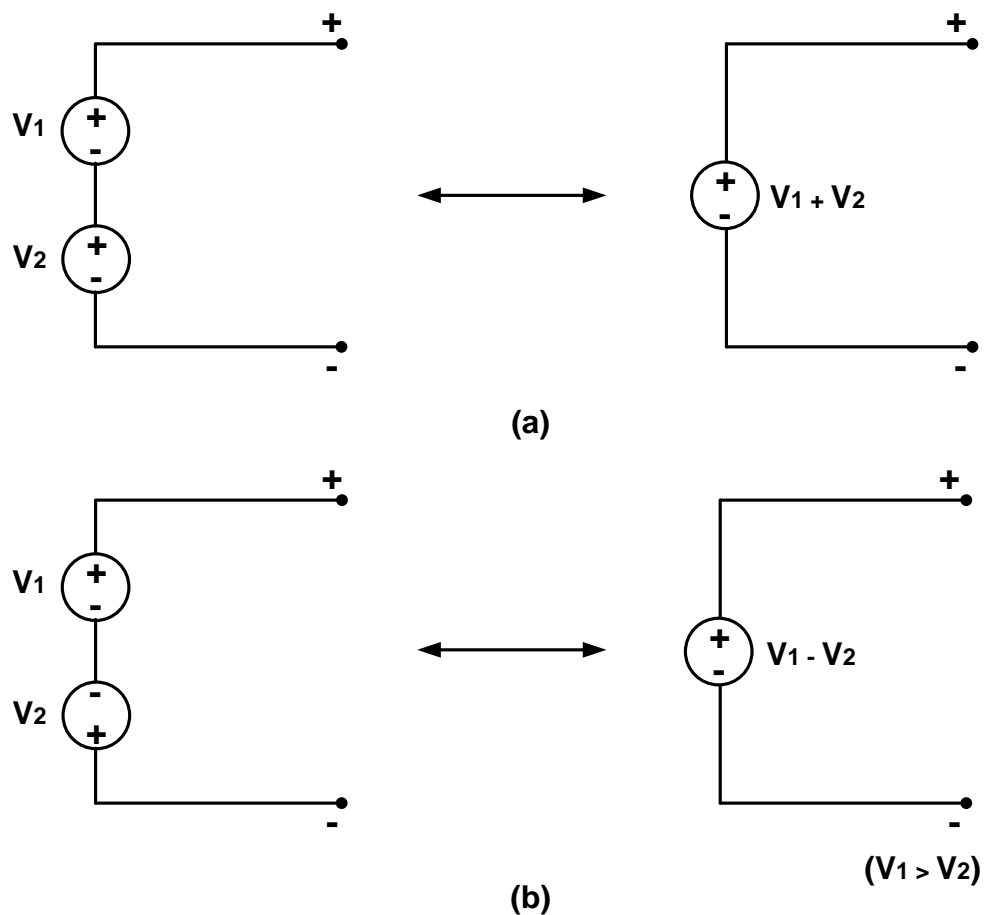 + +
V1 + -
V2 + -
+ - V1 + V2
- -
(a)
+ +
V1 + -
V2 - +
+ - V1 - V2
- -
(V1 > V2)
(b)